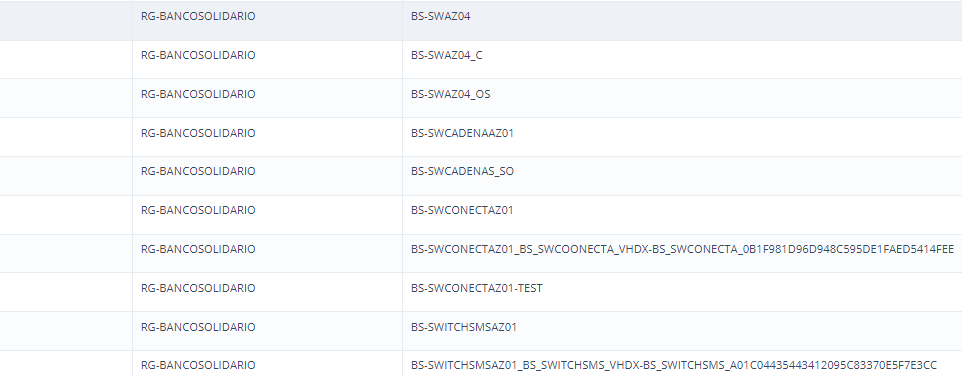 RG-BANCOSOLIDARIO BS-SWAZ04
RG-BANCOSOLIDARIO BS-SWAZ04_C
RG-BANCOSOLIDARIO BS-SWAZ04_OS
RG-BANCOSOLIDARIO BS-SWCADENAAZ01
RG-BANCOSOLIDARIO BS-SWCADENAS_SO
RG-BANCOSOLIDARIO BS-SWCONECTAZ01
RG-BANCOSOLIDARIO BS-SWCONECTAZ01_BS_SWCOONECTA_VHDX-BS_SWCONECTA_0B1F981D96D948C595DE1FAED5414FEE
RG-BANCOSOLIDARIO BS-SWCONECTAZ01-TEST
RG-BANCOSOLIDARIO BS-SWITCHSMSAZ01
RG-BANCOSOLIDARIO BS-SWITCHSMSAZ01_BS_SWITCHSMS_VHDX-BS_SWITCHSMS_A01C04435443412095C83370E5F7E3CC